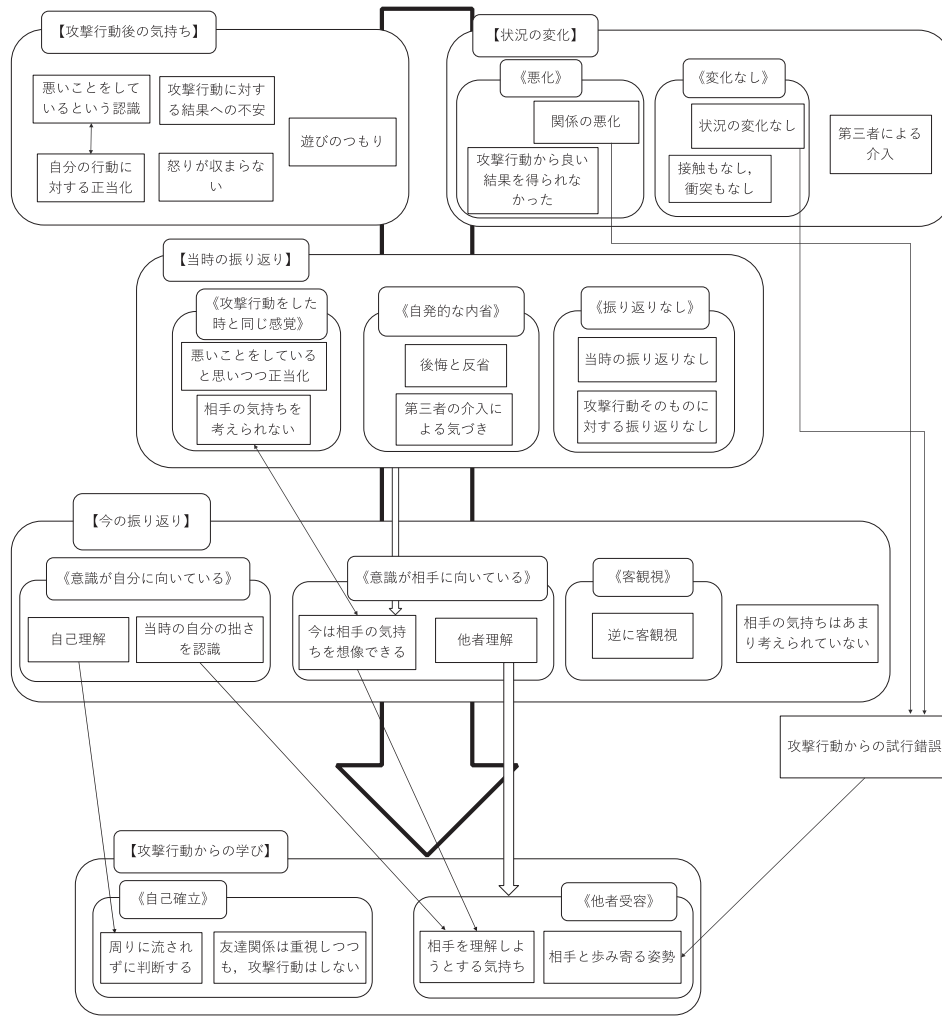 【攻撃行動後の気持ち】
悪いことをして
いるという認識
攻撃行動に対す
る結果への不安
遊びのつもり
自分の行動に
対する正当化
怒りが収まらな
い
【状況の変化】
《悪化》
関係の悪化
攻撃行動から良い
結果を得られな
かった
《変化なし》
状況の変化なし
接触もなし，
衝突もなし
第三者による
介入
【当時の振り返り】
《攻撃行動をした
時と同じ感覚》
悪いことをしている
と思いつつ正当化
相手の気持ちを
考えられない
《自発的な内省》
後悔と反省
第三者の介入に
よる気づき
《振り返りなし》
当時の振り返りなし
攻撃行動そのものに
対する振り返りなし
【今の振り返り】
《意識が自分に向いている》
自己理解
当時の自分の拙さ
を認識
《意識が相手に向いている》
今は相手の気持
ちを想像できる
他者理解
《客観視》
逆に客観視
相手の気持ちはあま
り考えられていない
攻撃行動からの試行錯誤
【攻撃行動からの学び】
《自己確立》
周りに流され
ずに判断する
友達関係は重視しつつ
も，攻撃行動はしない
《他者受容》
相手を理解しよ
うとする気持ち
相手と歩み寄る姿勢